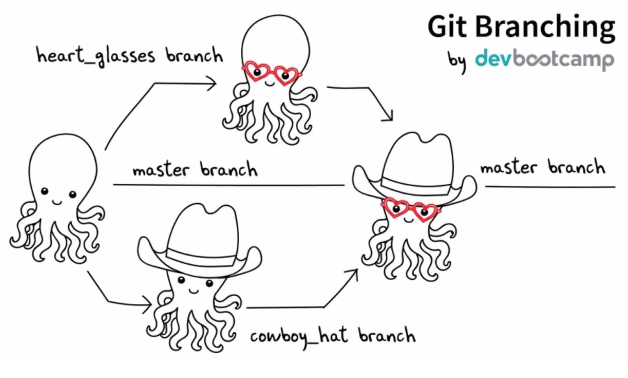 Git Branching
by devbootcamp
heart_glasses branch
master branch
master branch
cowboy_hat branch